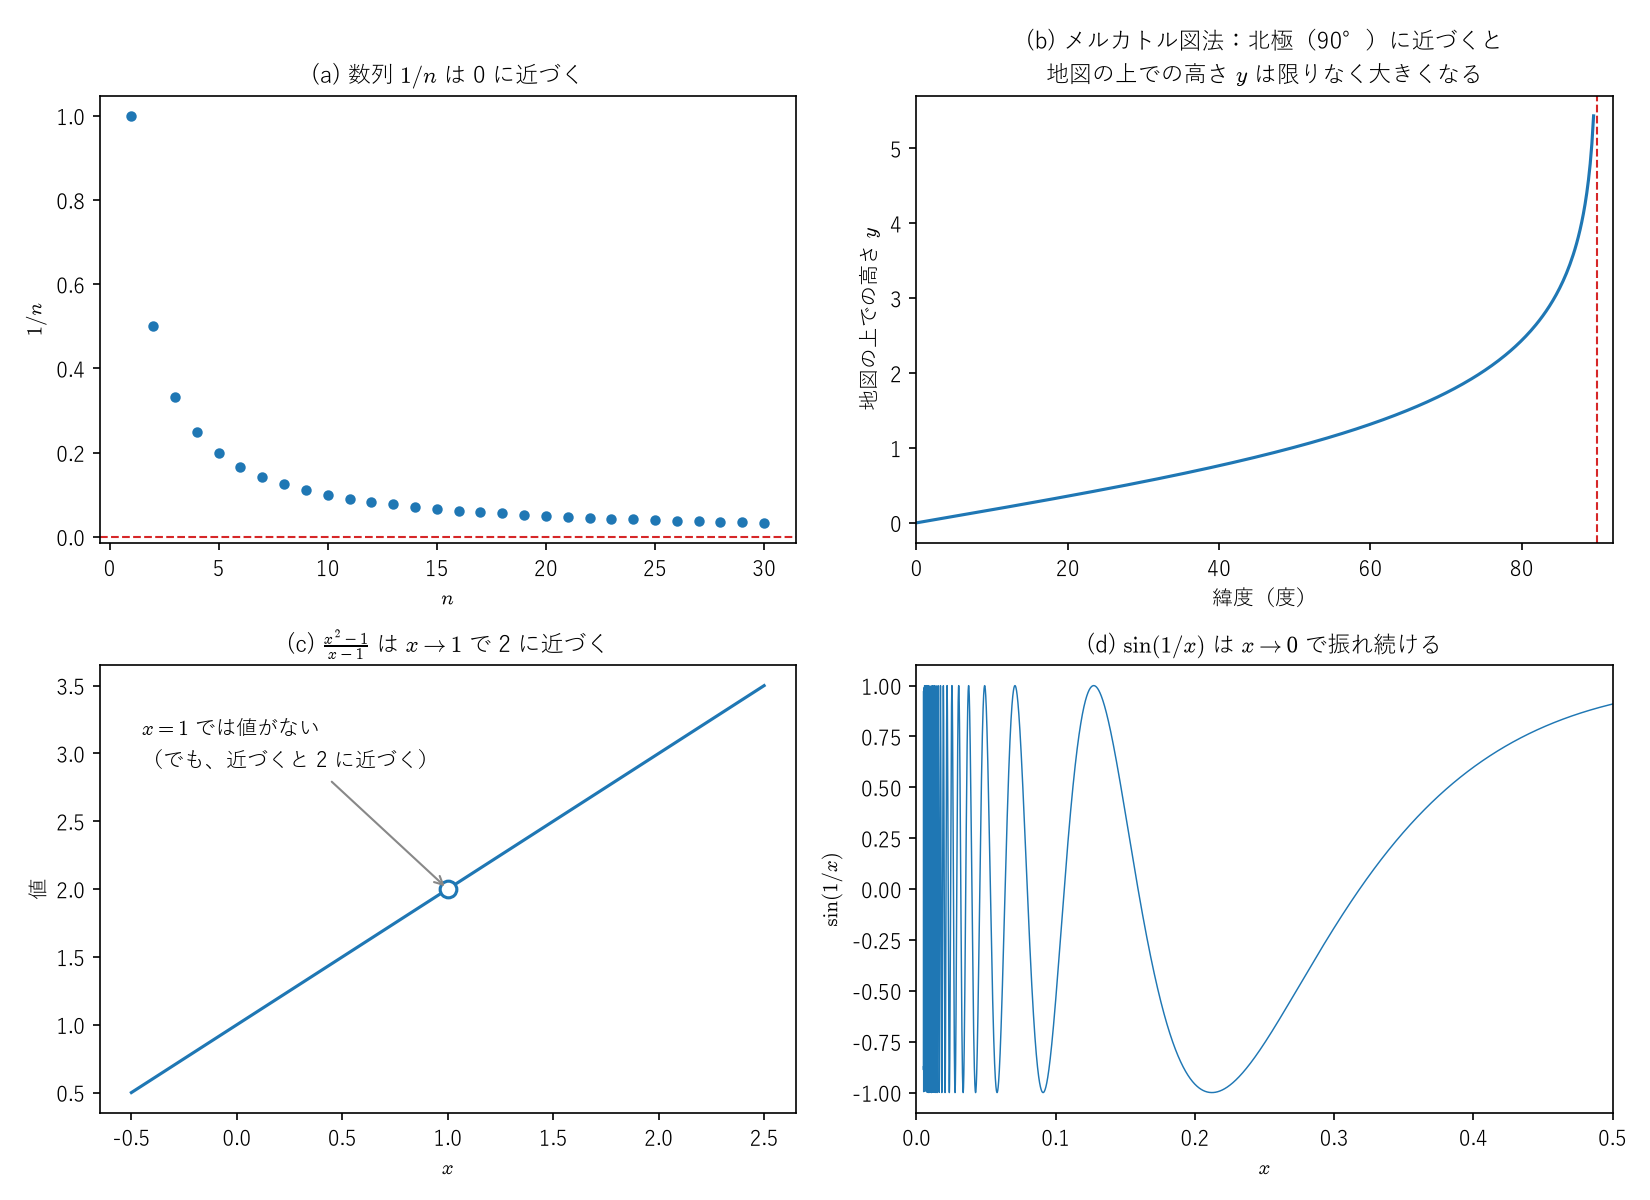 (a) 数列 1/n は 0 に近づく
1.0
0.8
0.6
0.4
0.2
0.0
1/n
0 5 10 15 20 25 30
n
(b) メルカトル図法：北極（90°）に近づくと
地図の上での高さ y は限りなく大きくなる
5
4
3
2
1
0
地図の上での高さ y
0 20 40 60 80
緯度（度）
(c) \frac{x^2-1}{x-1} は x→1 で 2 に近づく
3.5
3.0
2.5
2.0
1.5
1.0
0.5
値
x=1 では値がない
（でも、近づくと 2 に近づく）
-0.5 0.0 0.5 1.0 1.5 2.0 2.5
x
(d) sin(1/x) は x→0 で振れ続ける
1.00
0.75
0.50
0.25
0.00
-0.25
-0.50
-0.75
-1.00
sin(1/x)
0.0 0.1 0.2 0.3 0.4 0.5
x